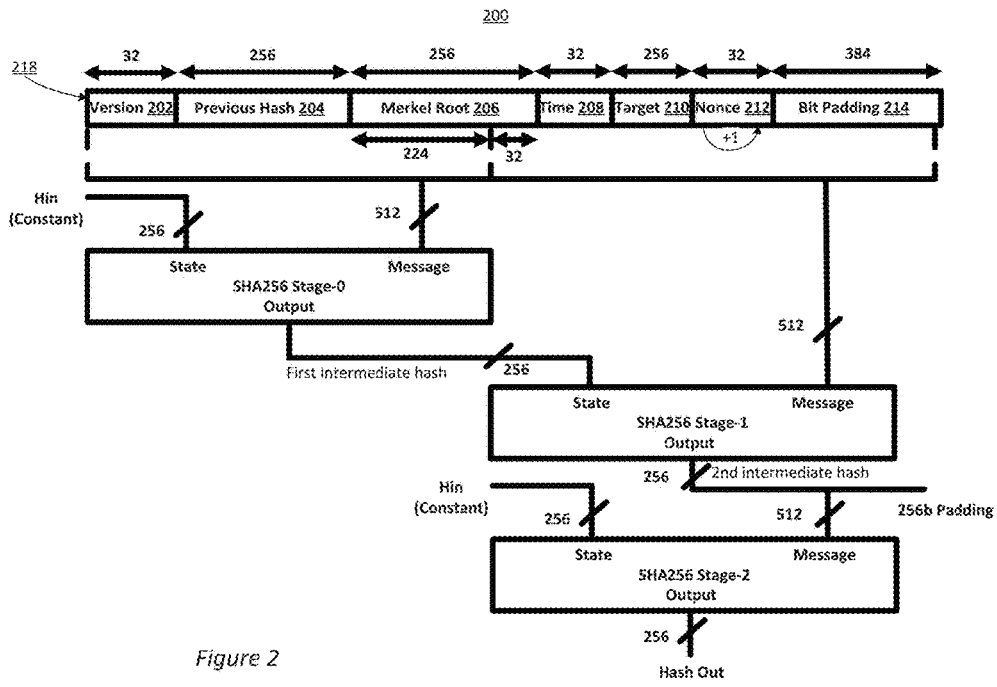 200
32 256 256 32 256 32 384
218
Version 202 Previous Hash 204 Merkel Root 206 Time 208 Target 210 Nonce 212 Bit Padding 214
+1
224 32
Hin
(Constant)
256 512
State Message
SHA256 Stage-0
Output
512
First intermediate hash 256
State Message
SHA256 Stage-1
Output
256 2nd intermediate hash
Hin
(Constant)
256 512 256b Padding
State Message
SHA256 Stage-2
Output
256
Figure 2
Hash Out